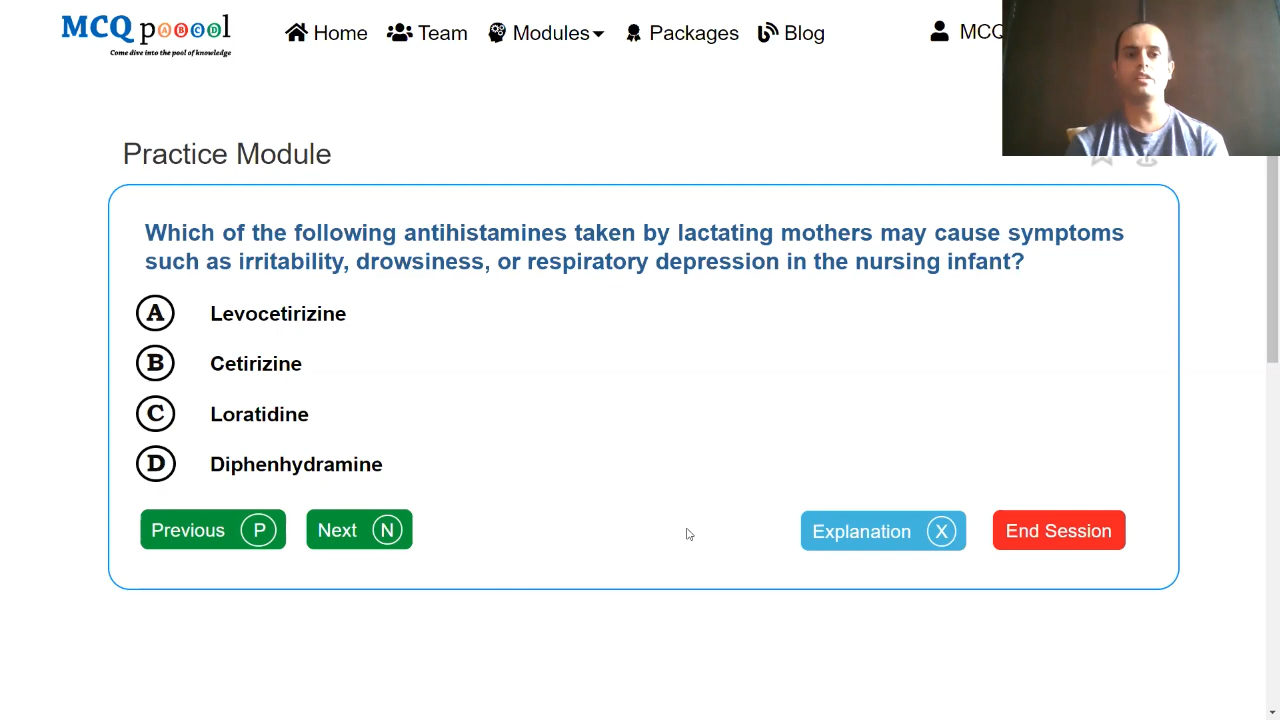 MCQ pooool
A B C D
Come dive into the pool of knowledge
Home
Team
Modules
Packages
Blog
MCQ
Practice Module
Which of the following antihistamines taken by lactating mothers may cause symptoms
such as irritability, drowsiness, or respiratory depression in the nursing infant?
A Levocetirizine
B Cetirizine
C Loratidine
D Diphenhydramine
Previous P
Next N
Explanation X
End Session